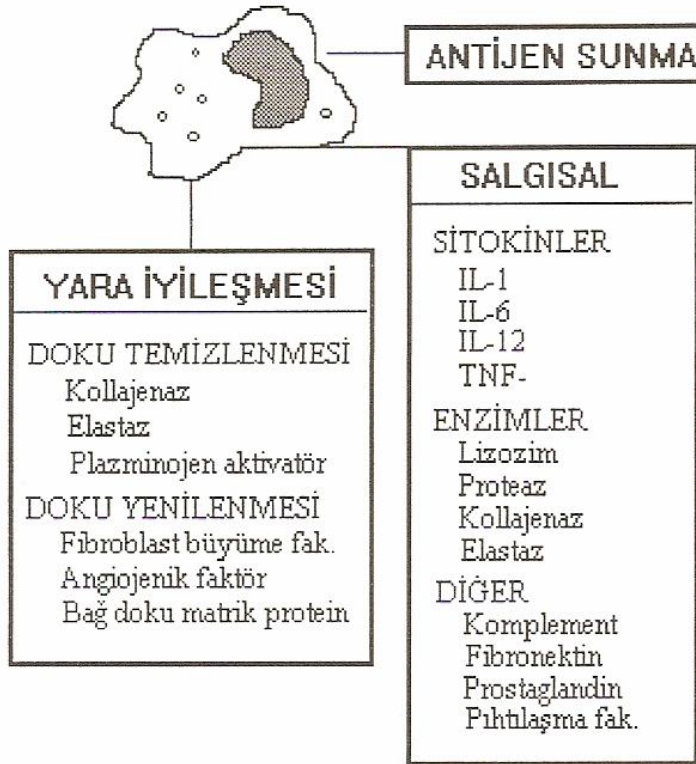 ANTİJEN SUNMA
SALGISAL
SİTOKİNLER
IL-1
IL-6
IL-12
TNF-
ENZİMLER
Lizozim
Proteaz
Kollajenaz
Elastaz
DİĞER
Komplement
Fibronektin
Prostaglandin
Pıhtılaşma fak.
YARA İYİLEŞMESİ
DOKU TEMİZLENMESİ
Kollajenaz
Elastaz
Plazminojen aktivatör
DOKU YENİLENMESİ
Fibroblast büyüme fak.
Angiojenik faktör
Bağ doku matrik protein